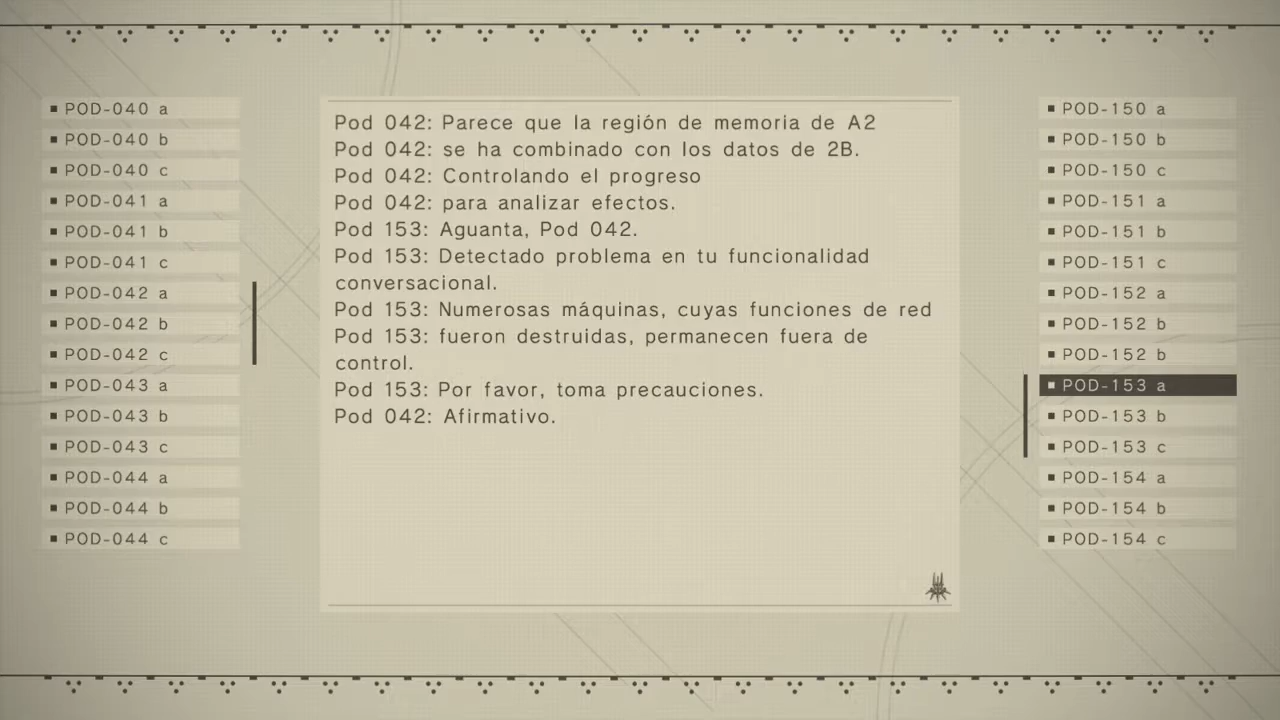 POD-040 a
POD-040 b
POD-040 c
POD-041 a
POD-041 b
POD-041 c
POD-042 a
POD-042 b
POD-042 c
POD-043 a
POD-043 b
POD-043 c
POD-044 a
POD-044 b
POD-044 c
Pod 042: Parece que la región de memoria de A2
Pod 042: se ha combinado con los datos de 2B.
Pod 042: Controlando el progreso
Pod 042: para analizar efectos.
Pod 153: Aguanta, Pod 042.
Pod 153: Detectado problema en tu funcionalidad
conversacional.
Pod 153: Numerosas máquinas, cuyas funciones de red
Pod 153: fueron destruidas, permanecen fuera de
control.
Pod 153: Por favor, toma precauciones.
Pod 042: Afirmativo.
POD-150 a
POD-150 b
POD-150 c
POD-151 a
POD-151 b
POD-151 c
POD-152 a
POD-152 b
POD-152 b
POD-153 a
POD-153 b
POD-153 c
POD-154 a
POD-154 b
POD-154 c